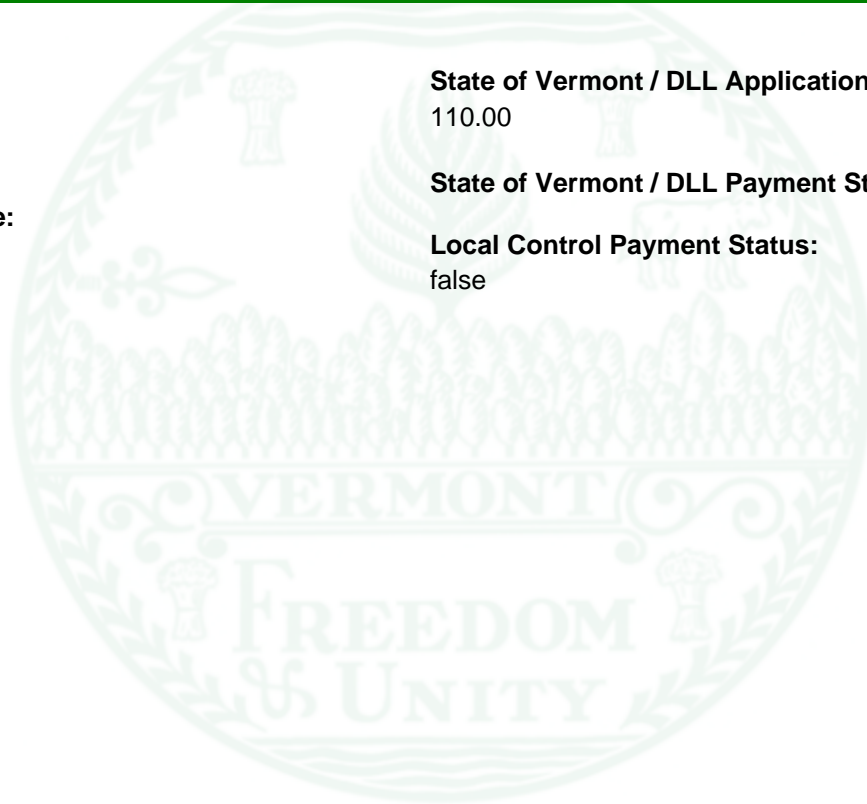 State of Vermont / DLL Application
110.00
State of Vermont / DLL Payment St
e:
Local Control Payment Status:
false
VERMONT
FREEDOM
& UNITY